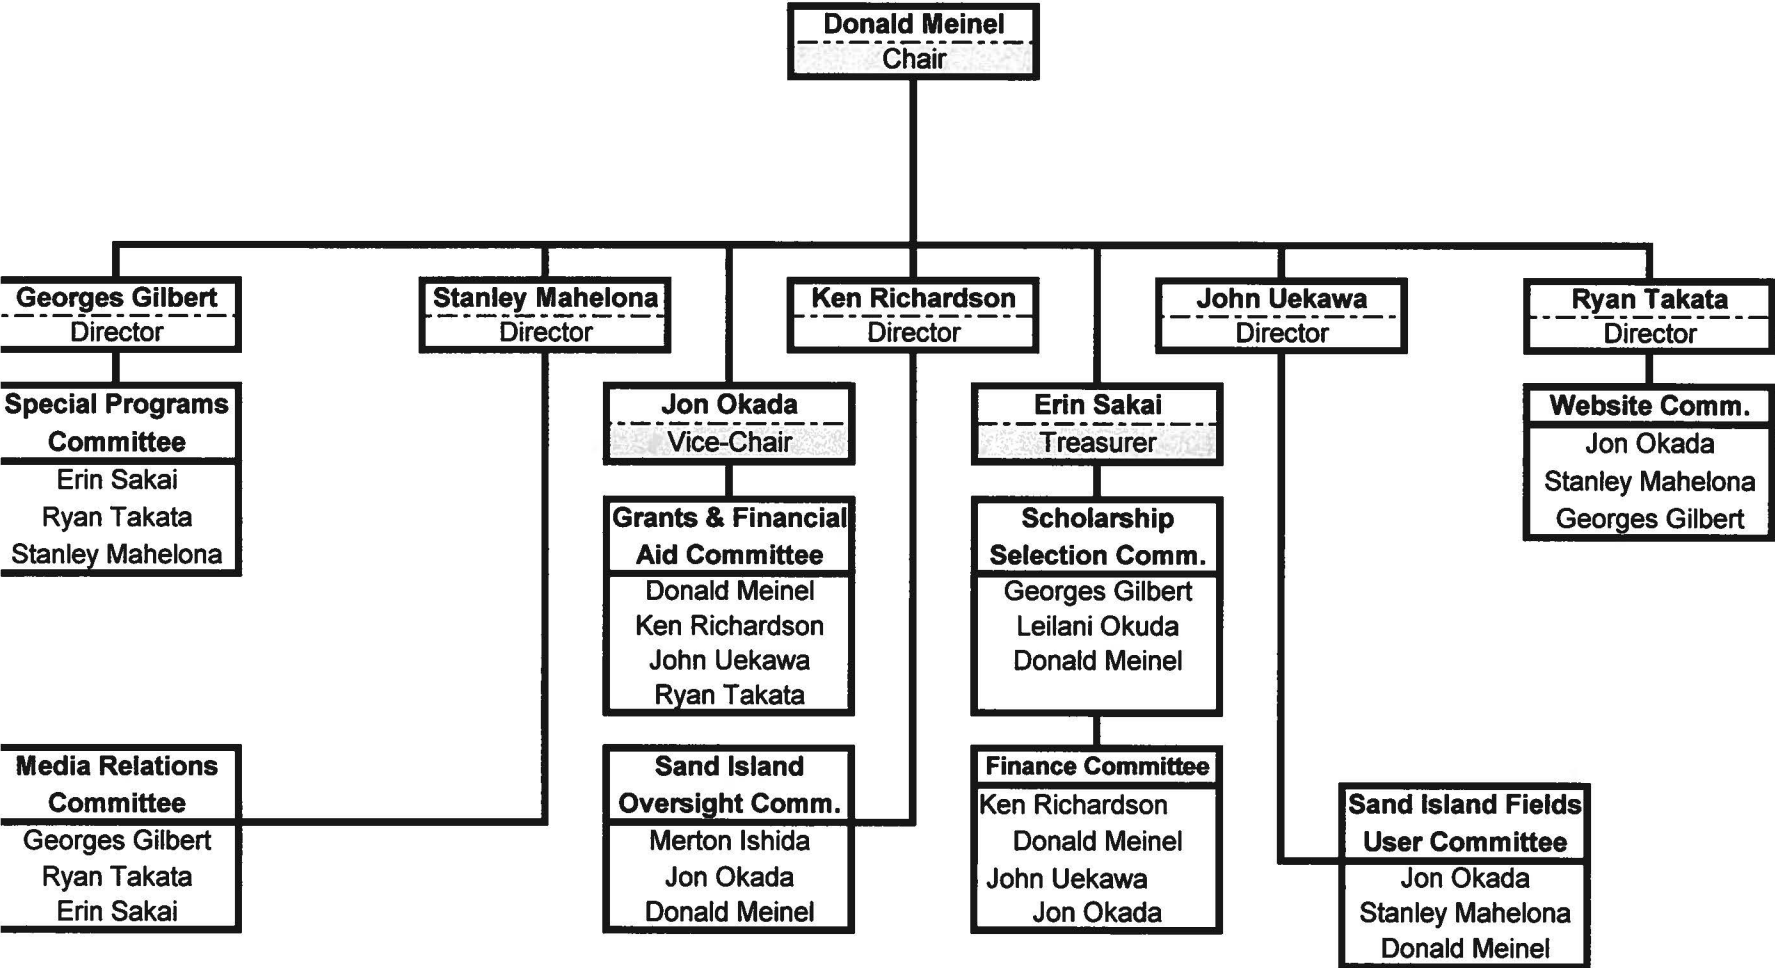 Donald Meinel
Chair
Georges Gilbert
Director
Stanley Mahelona
Director
Ken Richardson
Director
John Uekawa
Director
Ryan Takata
Director
Special Programs
Committee
Erin Sakai
Ryan Takata
Stanley Mahelona
Jon Okada
Vice-Chair
Grants & Financial
Aid Committee
Donald Meinel
Ken Richardson
John Uekawa
Ryan Takata
Erin Sakai
Treasurer
Scholarship
Selection Comm.
Georges Gilbert
Leilani Okuda
Donald Meinel
Website Comm.
Jon Okada
Stanley Mahelona
Georges Gilbert
Media Relations
Committee
Georges Gilbert
Ryan Takata
Erin Sakai
Sand Island
Oversight Comm.
Merton Ishida
Jon Okada
Donald Meinel
Finance Committee
Ken Richardson
Donald Meinel
John Uekawa
Jon Okada
Sand Island Fields
User Committee
Jon Okada
Stanley Mahelona
Donald Meinel